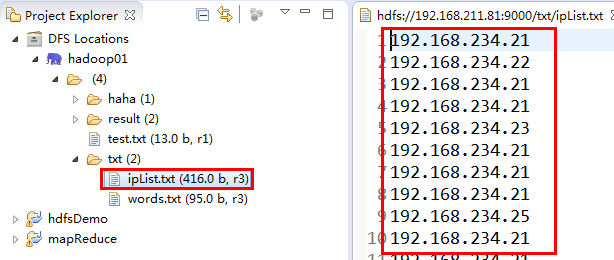 Project Explorer
DFS Locations
hadoop01
(4)
haha (1)
result (2)
test.txt (13.0 b, r1)
txt (2)
ipList.txt (416.0 b, r3)
words.txt (95.0 b, r3)
hdfsDemo
mapReduce
hdfs://192.168.211.81:9000/txt/ipList.txt
1 192.168.234.21
2 192.168.234.22
3 192.168.234.21
4 192.168.234.21
5 192.168.234.23
6 192.168.234.21
7 192.168.234.21
8 192.168.234.21
9 192.168.234.25
10 192.168.234.21